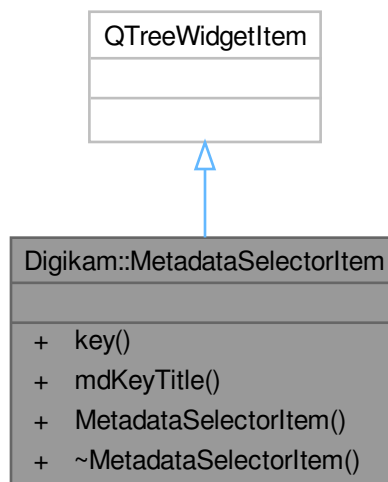 QTreeWidgetItem
Digikam::MetadataSelectorItem
+ key()
+ mdKeyTitle()
+ MetadataSelectorItem()
+ ~MetadataSelectorItem()